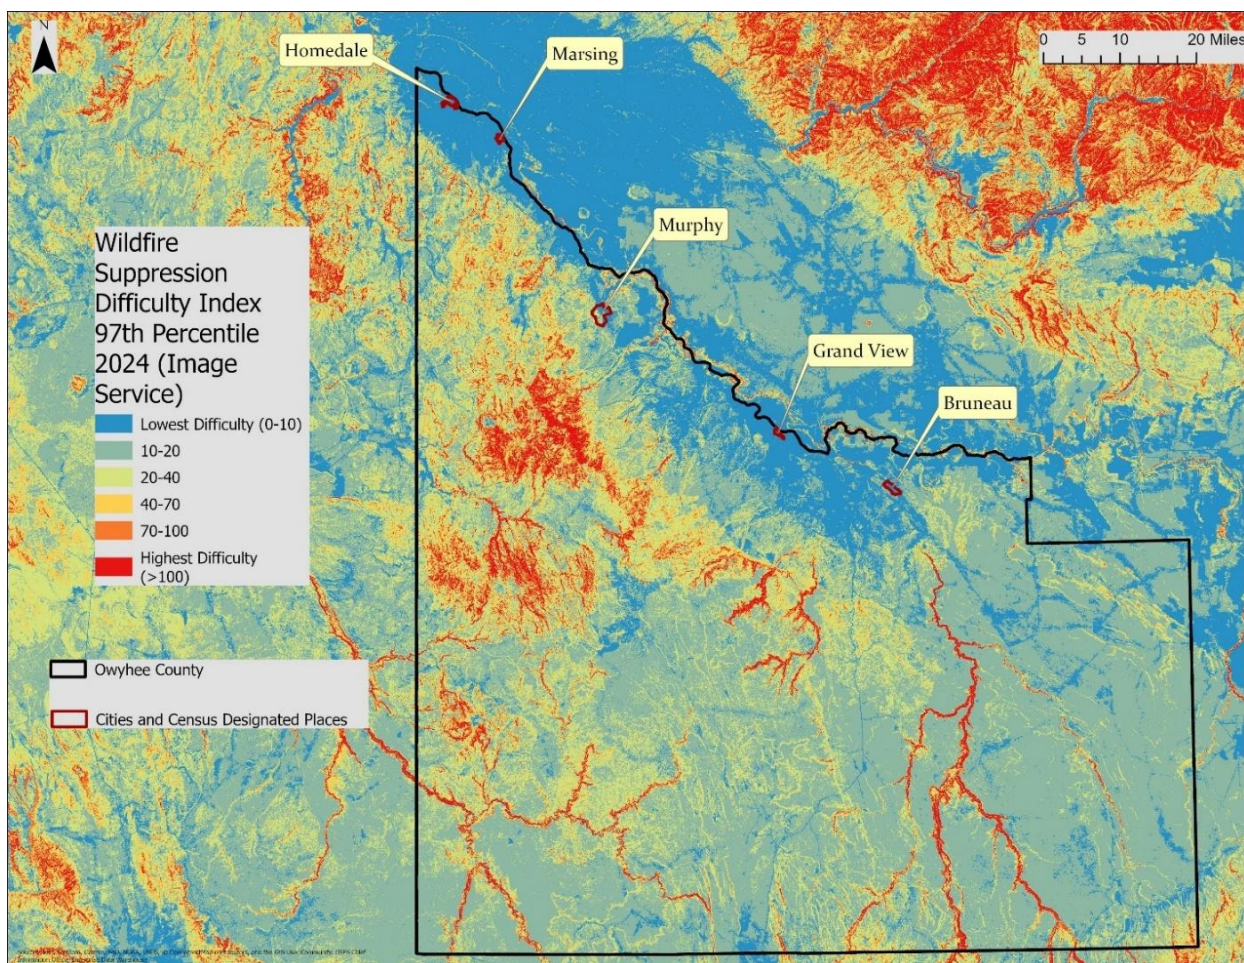 N
0 5 10 20 Miles
Homedale
Marsing
Murphy
Grand View
Bruneau
Wildfire
Suppression
Difficulty Index
97th Percentile
2024 (Image
Service)
Lowest Difficulty (0-10)
10-20
20-40
40-70
70-100
Highest Difficulty
(>100)
Owyhee County
Cities and Census Designated Places